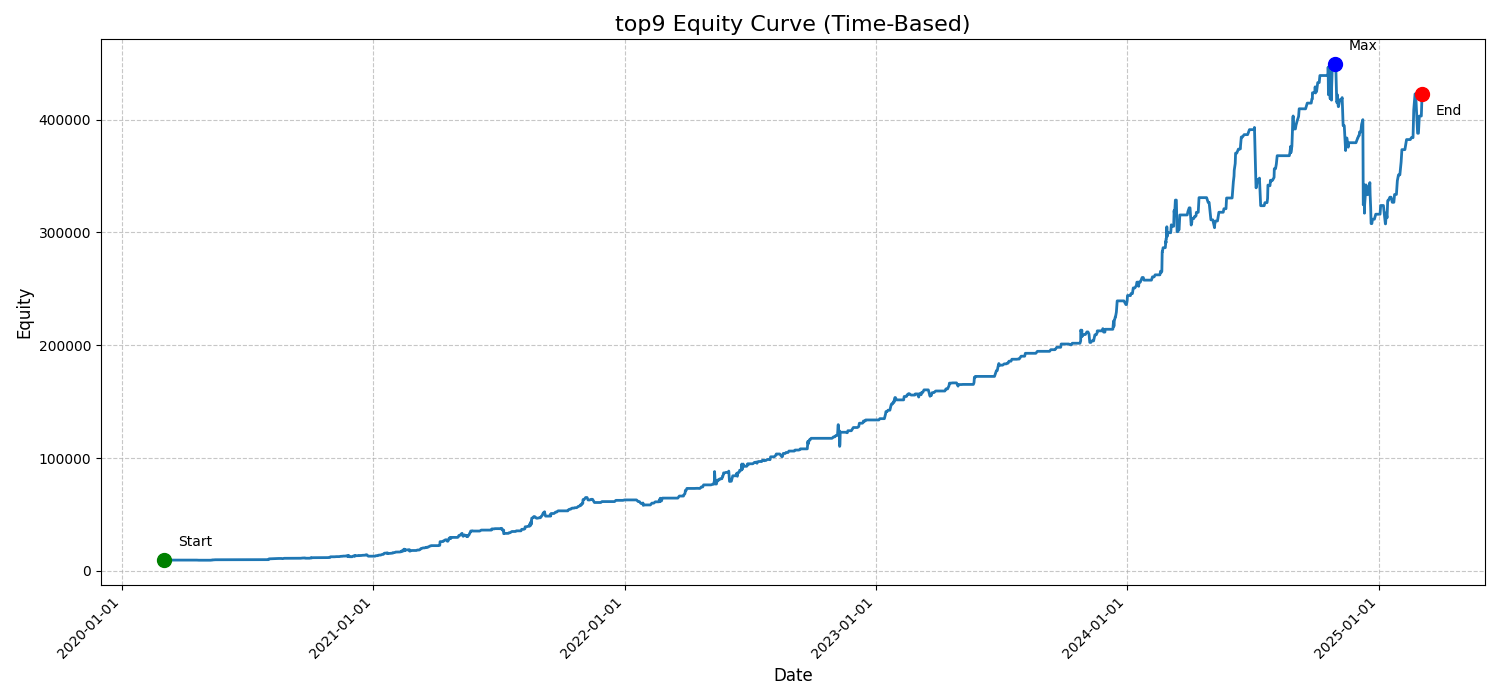 top9 Equity Curve (Time-Based)
Max
400000
End
300000
Equity
200000
100000
Start
0
2020-01-01
2021-01-01
2022-01-01
2023-01-01
2024-01-01
2025-01-01
Date